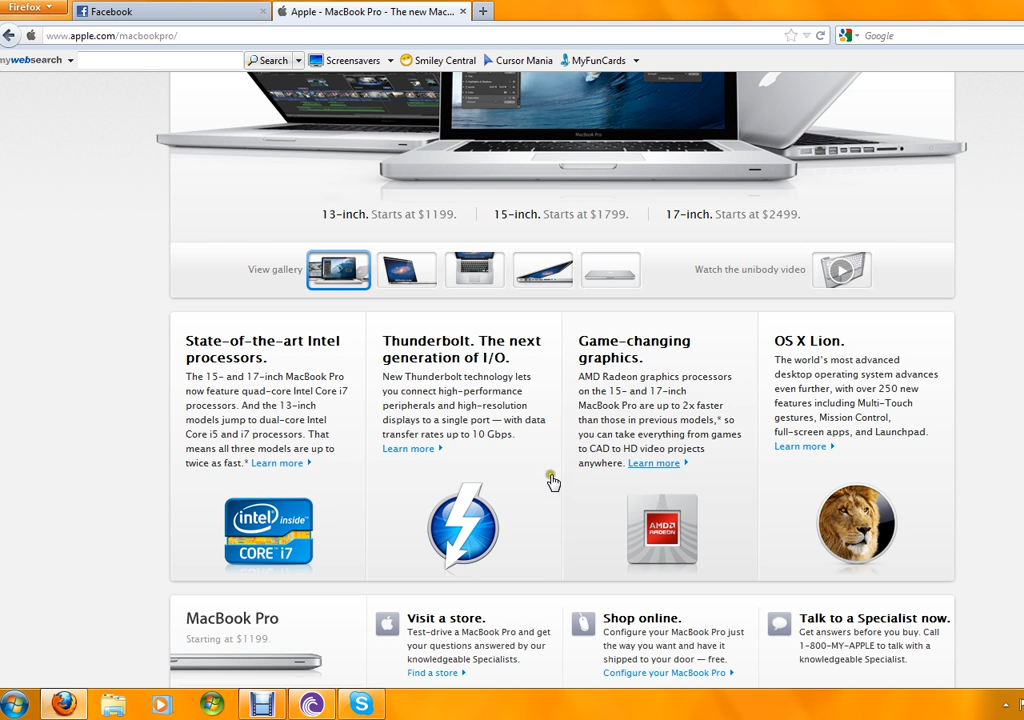 Firefox
Facebook
Apple - MacBook Pro - The new Mac...
www.apple.com/macbookpro/
Google
mywebsearch
Search
Screensavers
Smiley Central
Cursor Mania
MyFunCards
MacBook Pro
13-inch. Starts at $1199.
15-inch. Starts at $1799.
17-inch. Starts at $2499.
View gallery
Watch the unibody video
State-of-the-art Intel
processors.
The 15- and 17-inch MacBook Pro
now feature quad-core Intel Core i7
processors. And the 13-inch
models jump to dual-core Intel
Core i5 and i7 processors. That
means all three models are up to
twice as fast.* Learn more
intel inside™
CORE™ i7
Thunderbolt. The next
generation of I/O.
New Thunderbolt technology lets
you connect high-performance
peripherals and high-resolution
displays to a single port — with data
transfer rates up to 10 Gbps.
Learn more
Game-changing
graphics.
AMD Radeon graphics processors
on the 15- and 17-inch
MacBook Pro are up to 2x faster
than those in previous models,* so
you can take everything from games
to CAD to HD video projects
anywhere. Learn more
AMD
RADEON
OS X Lion.
The world's most advanced
desktop operating system advances
even further, with over 250 new
features including Multi-Touch
gestures, Mission Control,
full-screen apps, and Launchpad.
Learn more
MacBook Pro
Starting at $1199.
Visit a store.
Test-drive a MacBook Pro and get
your questions answered by our
knowledgeable Specialists.
Find a store
Shop online.
Configure your MacBook Pro just
the way you want and have it
shipped to your door — free.
Configure your MacBook Pro
Talk to a Specialist now.
Get answers before you buy. Call
1-800-MY-APPLE to talk with a
knowledgeable Specialist.